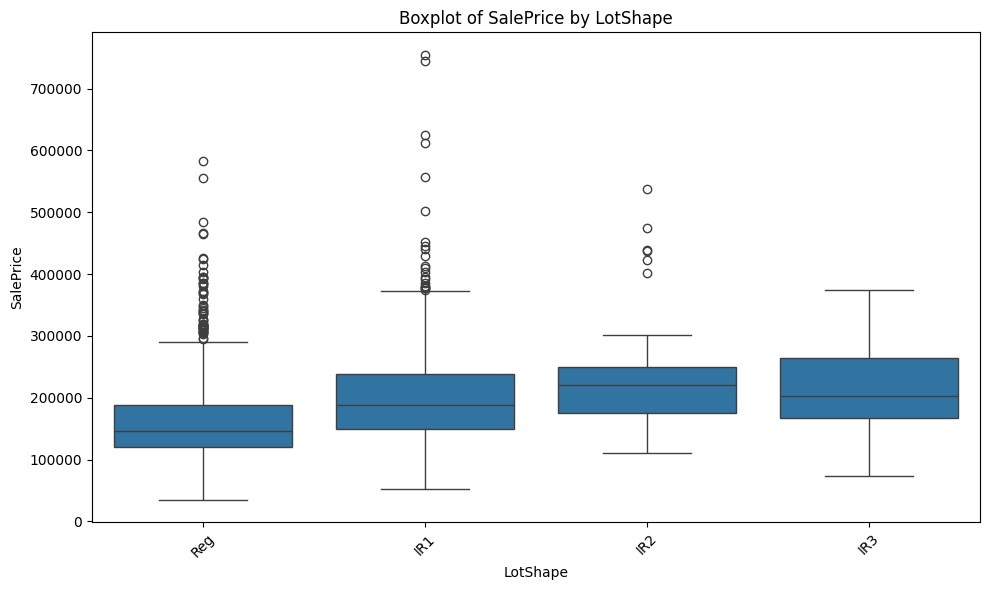 Boxplot of SalePrice by LotShape
SalePrice
700000
600000
500000
400000
300000
200000
100000
0
Reg
IR1
IR2
IR3
LotShape